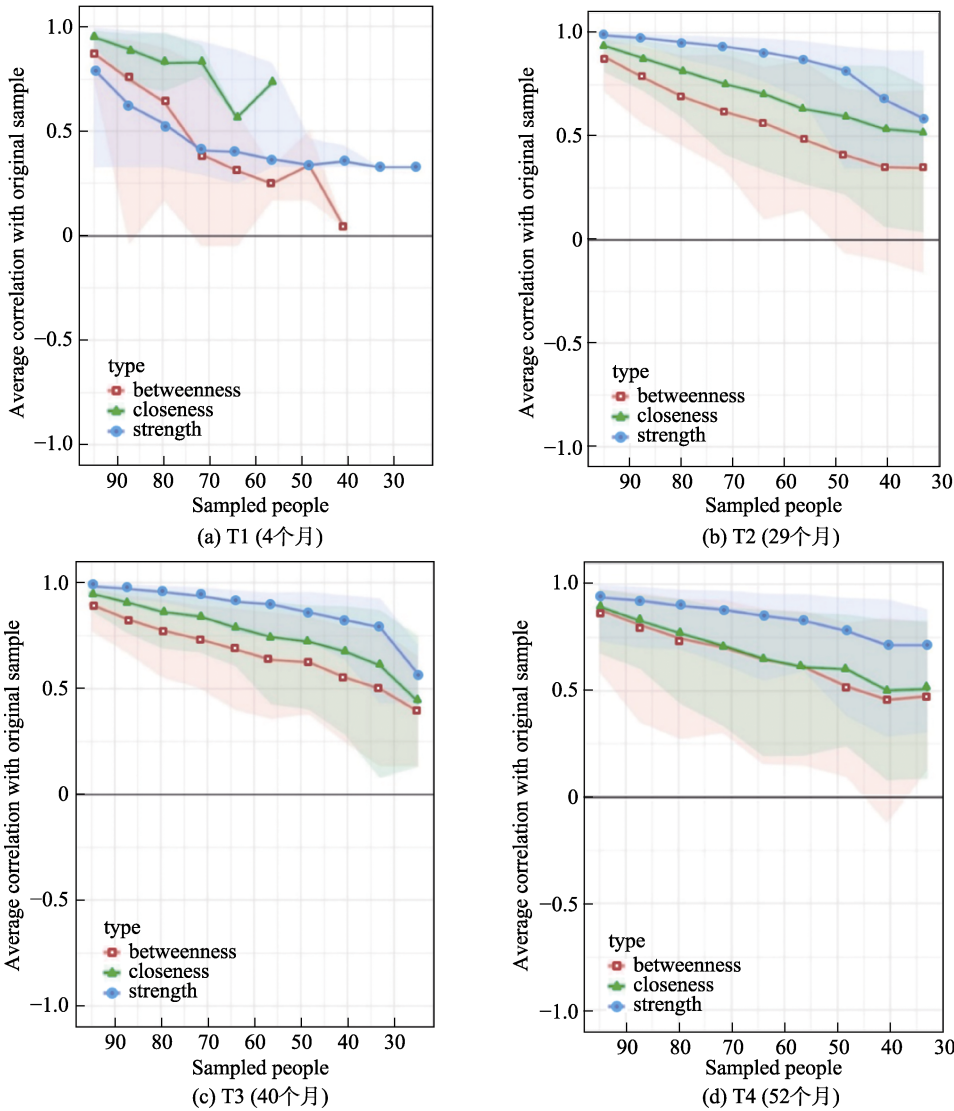 Average correlation with original sample
1.0
0.5
0
−0.5
−1.0
type
betweenness
closeness
strength
90 80 70 60 50 40 30
Sampled people
(a) T1 (4个月)
Average correlation with original sample
1.0
0.5
0
−0.5
−1.0
type
betweenness
closeness
strength
90 80 70 60 50 40 30
Sampled people
(b) T2 (29个月)
Average correlation with original sample
1.0
0.5
0
−0.5
−1.0
type
betweenness
closeness
strength
90 80 70 60 50 40 30
Sampled people
(c) T3 (40个月)
Average correlation with original sample
1.0
0.5
0
−0.5
−1.0
type
betweenness
closeness
strength
90 80 70 60 50 40 30
Sampled people
(d) T4 (52个月)